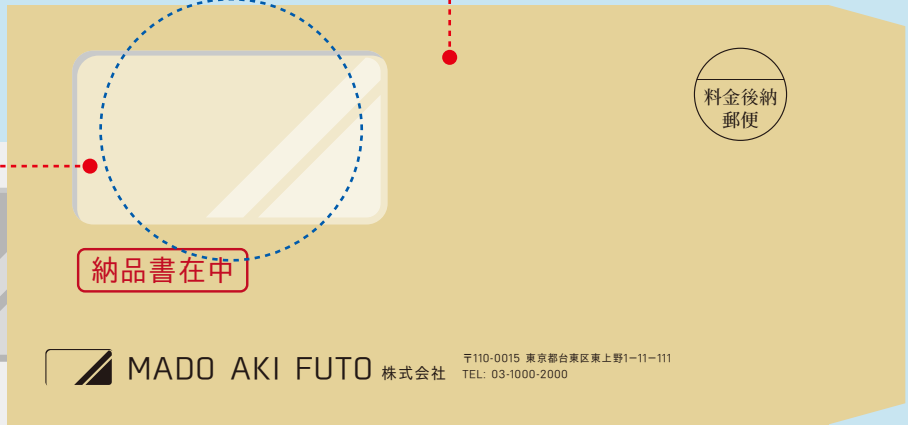 料金後納
郵便
納品書在中
MADO AKI FUTO 株式会社
〒110-0015 東京都台東区東上野1-11-111
TEL: 03-1000-2000